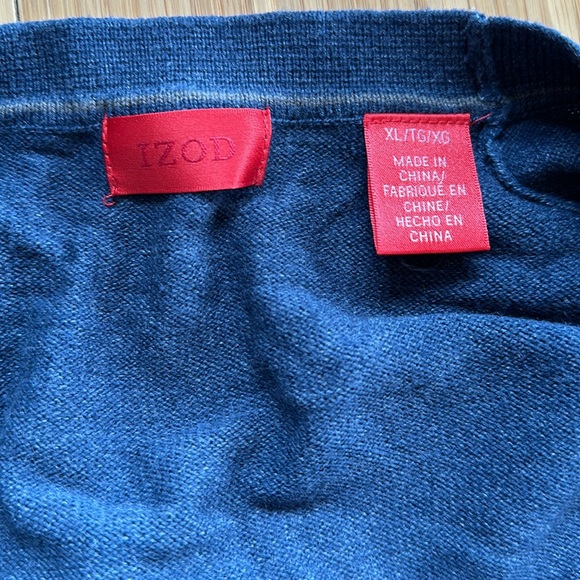 IZOD
XL/TG/XG
MADE IN
CHINA/
FABRIQUÉ EN
CHINE/
HECHO EN
CHINA